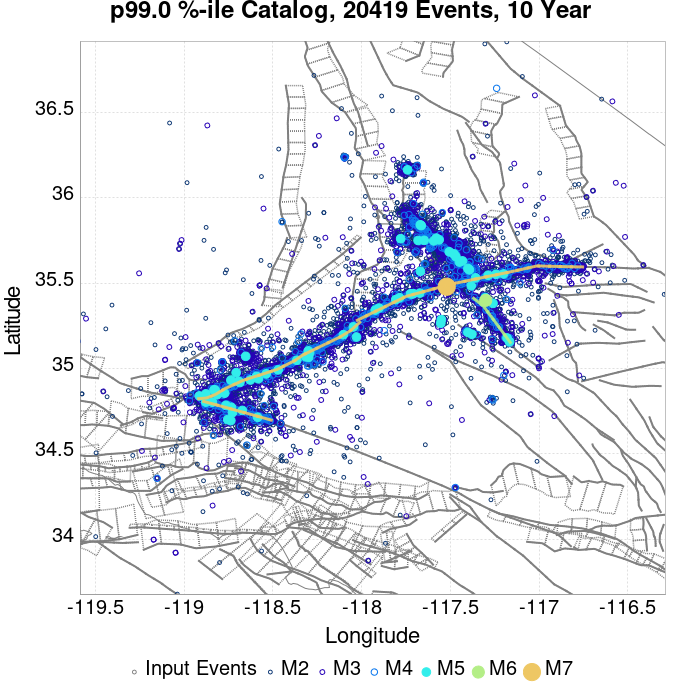 p99.0 %-ile Catalog, 20419 Events, 10 Year
36.5
36
35.5
35
34.5
34
Latitude
-119.5 -119 -118.5 -118 -117.5 -117 -116.5
Longitude
Input Events M2 M3 M4 M5 M6 M7